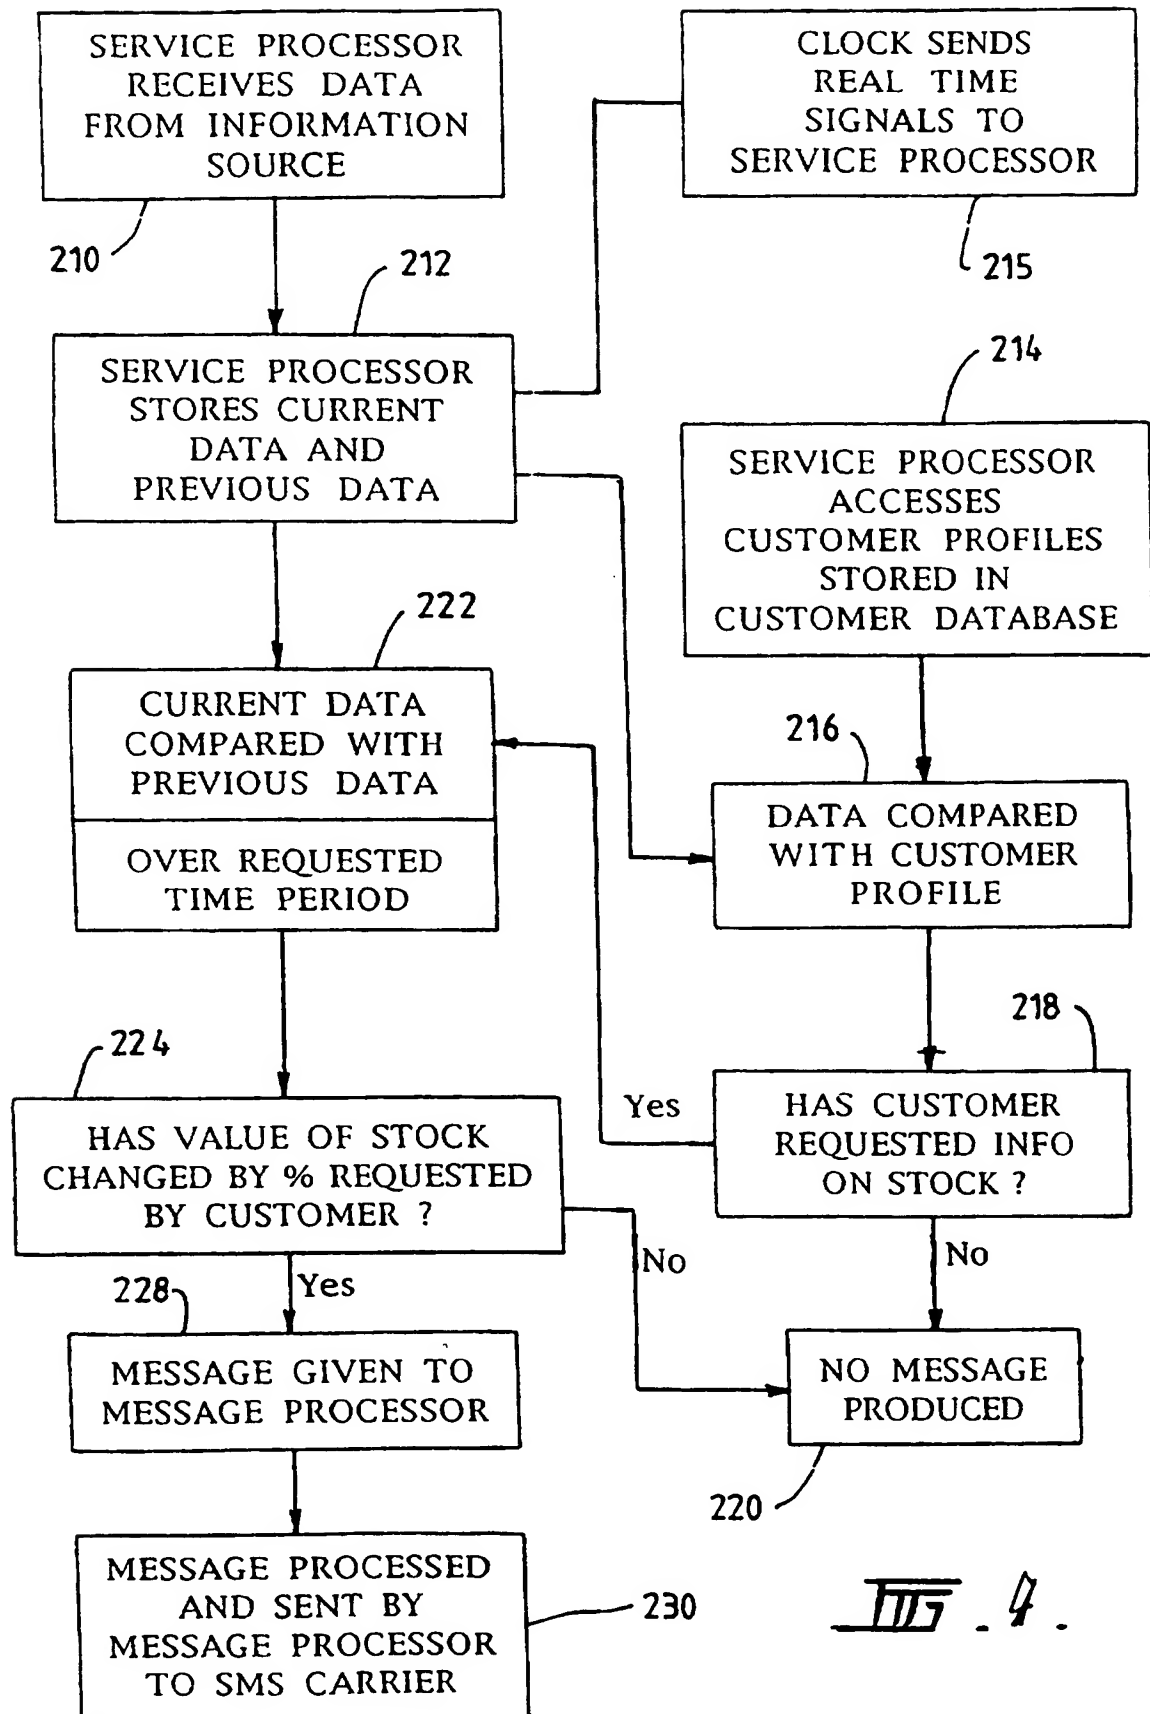 SERVICE PROCESSOR
RECEIVES DATA
FROM INFORMATION
SOURCE
210
CLOCK SENDS
REAL TIME
SIGNALS TO
SERVICE PROCESSOR
215
212
SERVICE PROCESSOR
STORES CURRENT
DATA AND
PREVIOUS DATA
214
SERVICE PROCESSOR
ACCESSES
CUSTOMER PROFILES
STORED IN
CUSTOMER DATABASE
222
CURRENT DATA
COMPARED WITH
PREVIOUS DATA
OVER REQUESTED
TIME PERIOD
216
DATA COMPARED
WITH CUSTOMER
PROFILE
218
HAS CUSTOMER
REQUESTED INFO
ON STOCK ?
Yes
No
224
HAS VALUE OF STOCK
CHANGED BY % REQUESTED
BY CUSTOMER ?
No
Yes
228
MESSAGE GIVEN TO
MESSAGE PROCESSOR
NO MESSAGE
PRODUCED
220
MESSAGE PROCESSED
AND SENT BY
MESSAGE PROCESSOR
TO SMS CARRIER
230
FIG. 4.